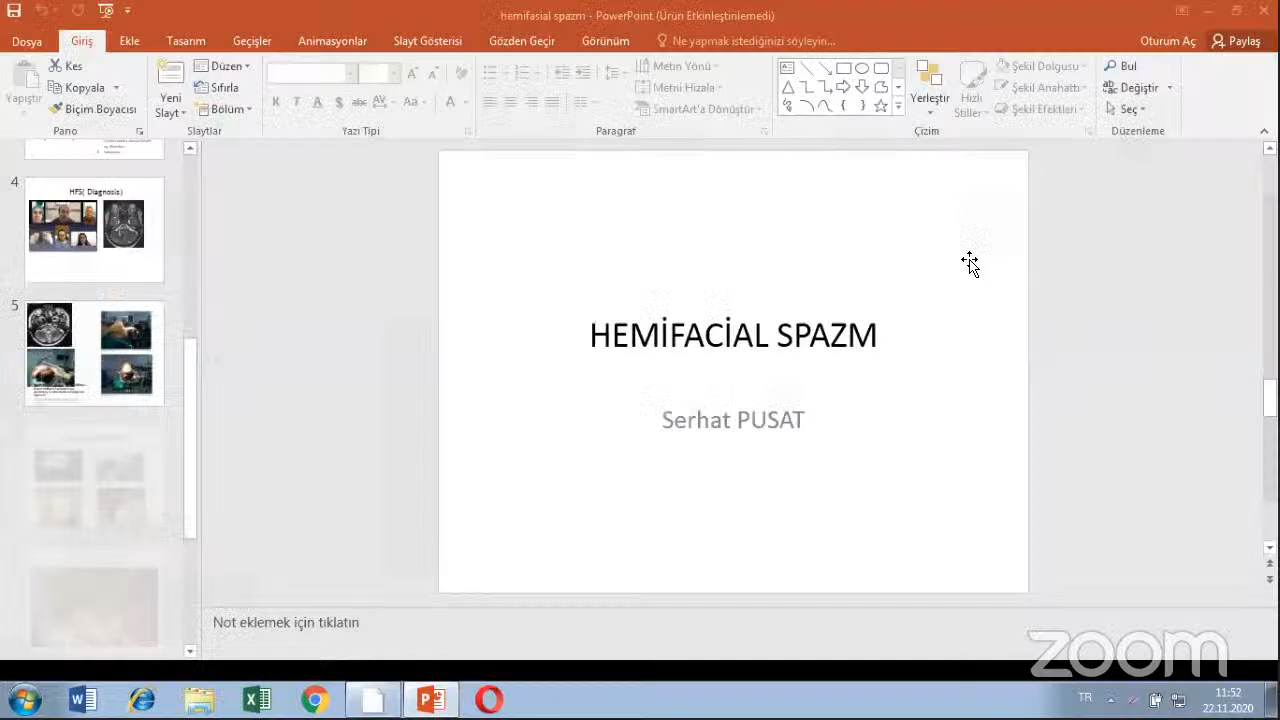 hemifasial spazm - PowerPoint (Ürün Etkinleştirilemedi)
Dosya Giriş Ekle Tasarım Geçişler Animasyonlar Slayt Gösterisi Gözden Geçir Görünüm Ne yapmak istediğinizi söyleyin... Oturum Aç Paylaş
Yapıştır
Kes
Kopyala
Biçim Boyacısı
Pano
Yeni
Slayt
Düzen
Sıfırla
Bölüm
Slaytlar
K T A S abc AV Aa A
Yazı Tipi
Metin Yönü
Metni Hizala
SmartArt'a Dönüştür
Paragraf
Yerleştir
Hızlı
Stiller
Şekil Dolgusu
Şekil Anahattı
Şekil Efektleri
Çizim
Bul
Değiştir
Seç
Düzenleme
4
HFS( Diagnosis)
5
HEMİFACİAL SPAZM
Serhat PUSAT
Not eklemek için tıklatın
zoom
TR
11:52
22.11.2020